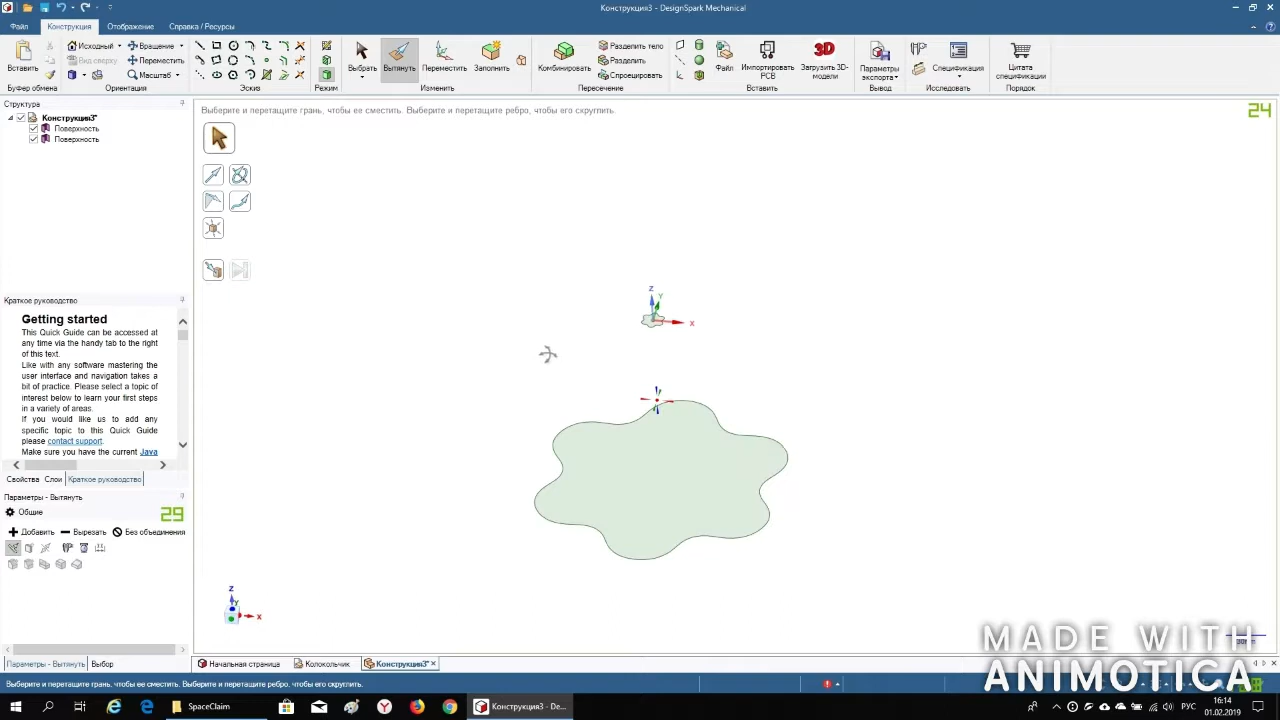 Конструкция3 - DesignSpark Mechanical
Файл
Конструкция
Отображение
Справка / Ресурсы
Вставить
Исходный
Вид сверху
Вращение
Переместить
Масштаб
Выбрать
Вытянуть
Переместить
Заполнить
Комбинировать
Разделить тело
Разделить
Спроецировать
Файл
Импортировать
PCB
Загрузить 3D-
модели
3D
Параметры
экспорта
Спецификации
Цитата
спецификации
Буфер обмена
Ориентация
Эскиз
Режим
Изменить
Пересечение
Вставить
Вывод
Исследовать
Порядок
Структура
Конструкция3*
Поверхность
Поверхность
Выберите и перетащите грань, чтобы ее сместить. Выберите и перетащите ребро, чтобы его скруглить.
24
Z
Y
X
Краткое руководство
Getting started
This Quick Guide can be accessed at
any time via the handy tab to the right
of this text.
Like with any software mastering the
user interface and navigation takes a
bit of practice. Please select a topic of
interest below to learn your first steps
in a variety of areas.
If you would like us to add any
specific topic to this Quick Guide
please contact support.
Make sure you have the current Java
Свойства
Слои
Краткое руководство
Параметры - Вытянуть
Общие
29
Добавить
Вырезать
Без объединения
Z
Y
X
MADE WITH
ANIMOTICA
Параметры - Вытянуть
Выбор
Начальная страница
Колокольчик
Конструкция3*
Выберите и перетащите грань, чтобы ее сместить. Выберите и перетащите ребро, чтобы его скруглить.
SpaceClaim
Конструкция3 - De...
РУС
16:14
01.02.2019